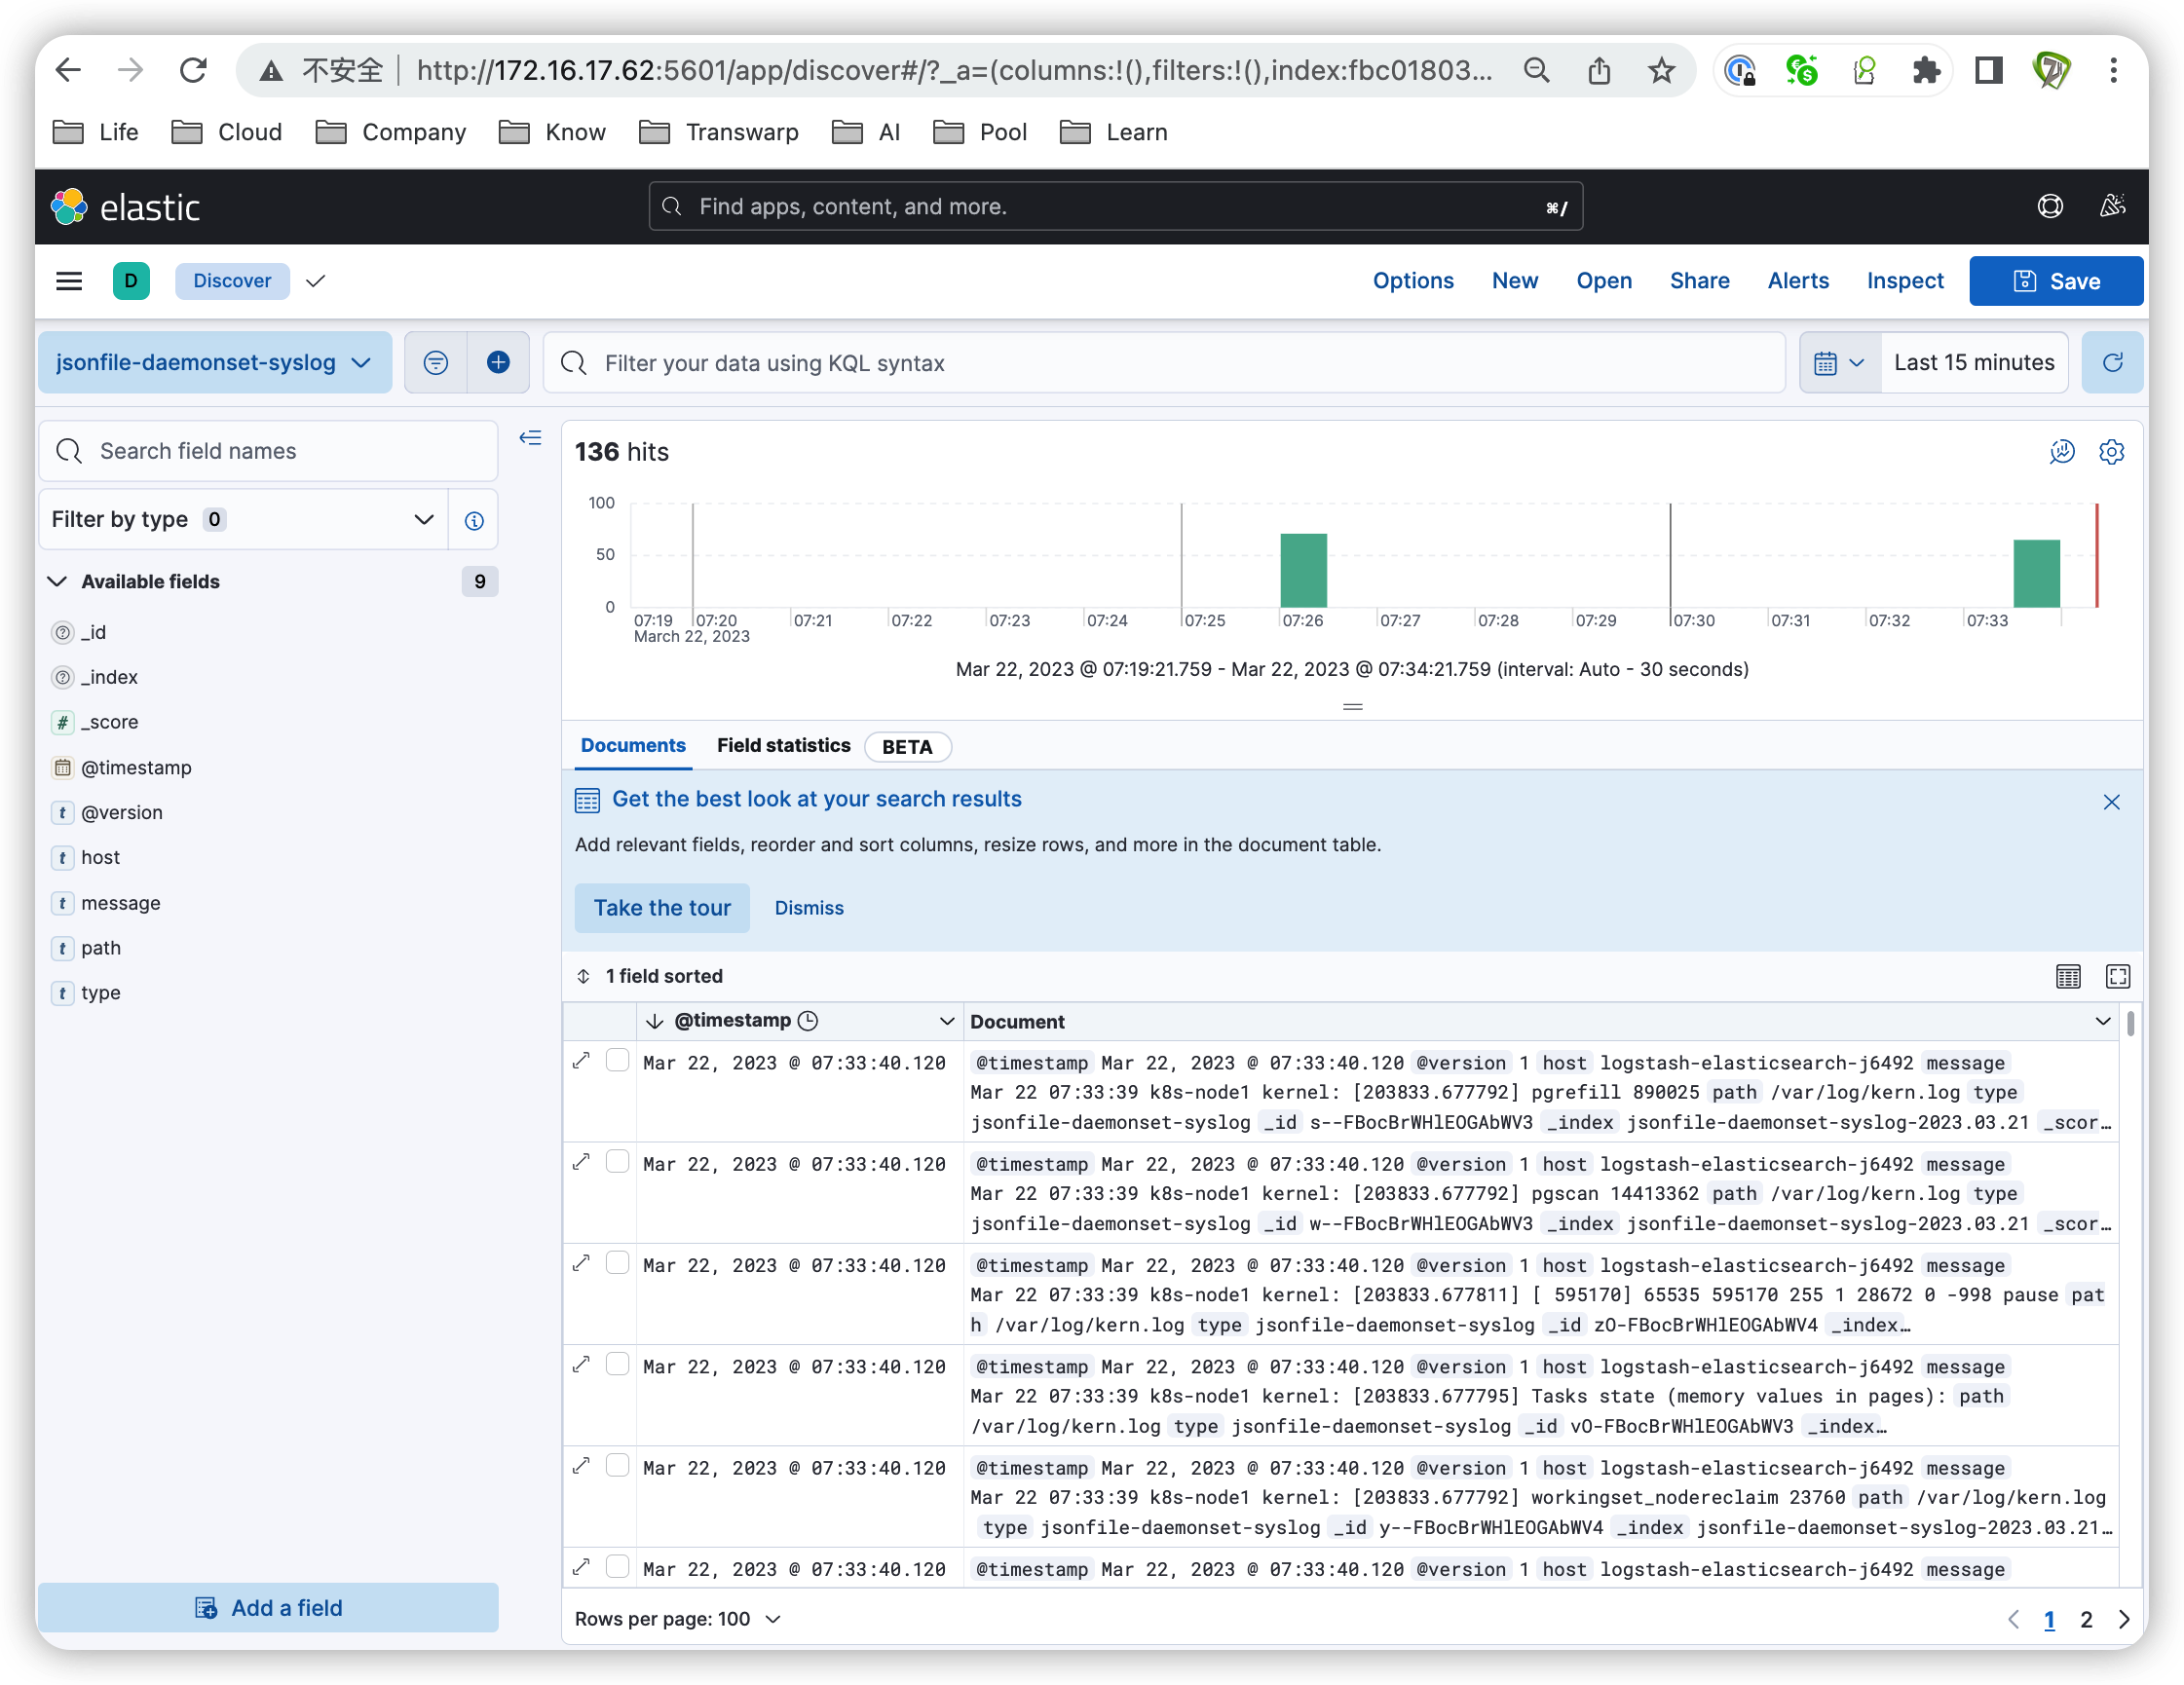 不安全 http://172.16.17.62:5601/app/discover#/?_a=(columns:!(),filters:!(),index:fbc01803...
Life Cloud Company Know Transwarp AI Pool Learn
elastic Find apps, content, and more. ⌘/
D Discover Options New Open Share Alerts Inspect Save
jsonfile-daemonset-syslog Filter your data using KQL syntax Last 15 minutes
Search field names
Filter by type 0
Available fields 9
_id
_index
# _score
@timestamp
t @version
t host
t message
t path
t type
Add a field
136 hits
100
50
0
07:19 07:20 07:21 07:22 07:23 07:24 07:25 07:26 07:27 07:28 07:29 07:30 07:31 07:32 07:33
March 22, 2023
Mar 22, 2023 @ 07:19:21.759 - Mar 22, 2023 @ 07:34:21.759 (interval: Auto - 30 seconds)
Documents Field statistics BETA
Get the best look at your search results
Add relevant fields, reorder and sort columns, resize rows, and more in the document table.
Take the tour Dismiss
1 field sorted
@timestamp Document
Mar 22, 2023 @ 07:33:40.120 @timestamp Mar 22, 2023 @ 07:33:40.120 @version 1 host logstash-elasticsearch-j6492 message
Mar 22 07:33:39 k8s-node1 kernel: [203833.677792] pgrefill 890025 path /var/log/kern.log type
jsonfile-daemonset-syslog _id s--FBocBrWHlEOGAbWV3 _index jsonfile-daemonset-syslog-2023.03.21 _scor…
Mar 22, 2023 @ 07:33:40.120 @timestamp Mar 22, 2023 @ 07:33:40.120 @version 1 host logstash-elasticsearch-j6492 message
Mar 22 07:33:39 k8s-node1 kernel: [203833.677792] pgscan 14413362 path /var/log/kern.log type
jsonfile-daemonset-syslog _id w--FBocBrWHlEOGAbWV3 _index jsonfile-daemonset-syslog-2023.03.21 _scor…
Mar 22, 2023 @ 07:33:40.120 @timestamp Mar 22, 2023 @ 07:33:40.120 @version 1 host logstash-elasticsearch-j6492 message
Mar 22 07:33:39 k8s-node1 kernel: [203833.677811] [ 595170] 65535 595170 255 1 28672 0 -998 pause pat
h /var/log/kern.log type jsonfile-daemonset-syslog _id zO-FBocBrWHlEOGAbWV4 _index…
Mar 22, 2023 @ 07:33:40.120 @timestamp Mar 22, 2023 @ 07:33:40.120 @version 1 host logstash-elasticsearch-j6492 message
Mar 22 07:33:39 k8s-node1 kernel: [203833.677795] Tasks state (memory values in pages): path
/var/log/kern.log type jsonfile-daemonset-syslog _id vO-FBocBrWHlEOGAbWV3 _index…
Mar 22, 2023 @ 07:33:40.120 @timestamp Mar 22, 2023 @ 07:33:40.120 @version 1 host logstash-elasticsearch-j6492 message
Mar 22 07:33:39 k8s-node1 kernel: [203833.677792] workingset_nodereclaim 23760 path /var/log/kern.log
type jsonfile-daemonset-syslog _id y--FBocBrWHlEOGAbWV4 _index jsonfile-daemonset-syslog-2023.03.21…
Mar 22, 2023 @ 07:33:40.120 @timestamp Mar 22, 2023 @ 07:33:40.120 @version 1 host logstash-elasticsearch-j6492 message
Rows per page: 100 1 2